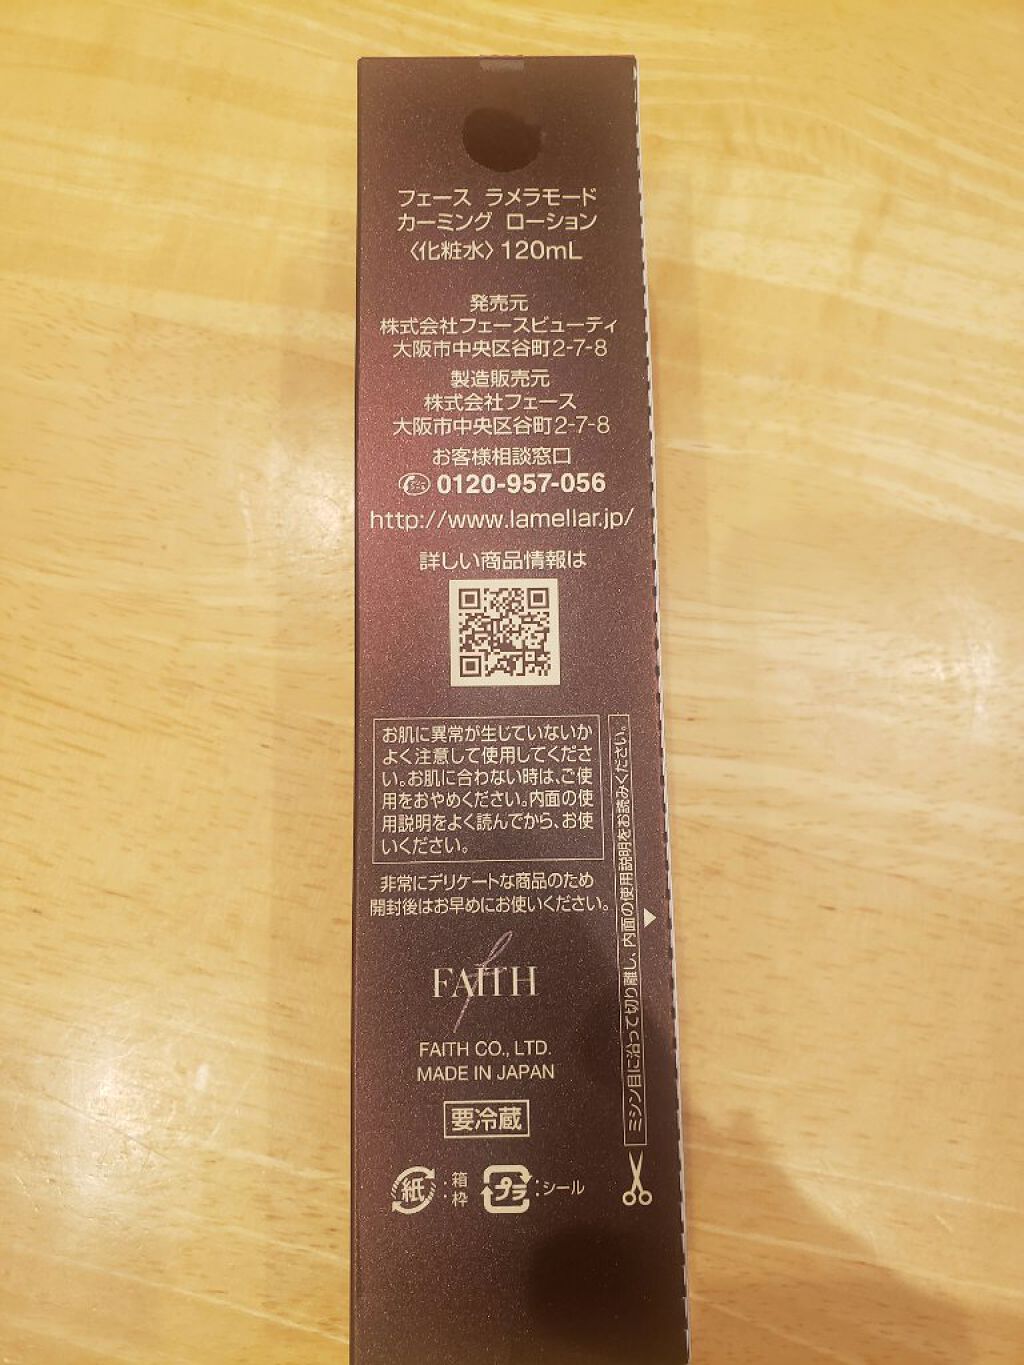 フェース ラメラモード
カーミング ローション
〈化粧水〉120mL
発売元
株式会社フェースビューティ
大阪市中央区谷町2-7-8
製造販売元
株式会社フェース
大阪市中央区谷町2-7-8
お客様相談窓口
0120-957-056
http://www.lamellar.jp/
詳しい商品情報は
お肌に異常が生じていないか
よく注意して使用してくださ
い。お肌に合わない時は、ご使
用をおやめください。内面の使
用説明をよく読んでから、お使
いください。
ミシン目に沿って切り離し、内面の使用説明をお読みください。
非常にデリケートな商品のため
開封後はお早めにお使いください。
FAITH
FAITH CO., LTD.
MADE IN JAPAN
要冷蔵
紙:箱
:枠
プラ:シール